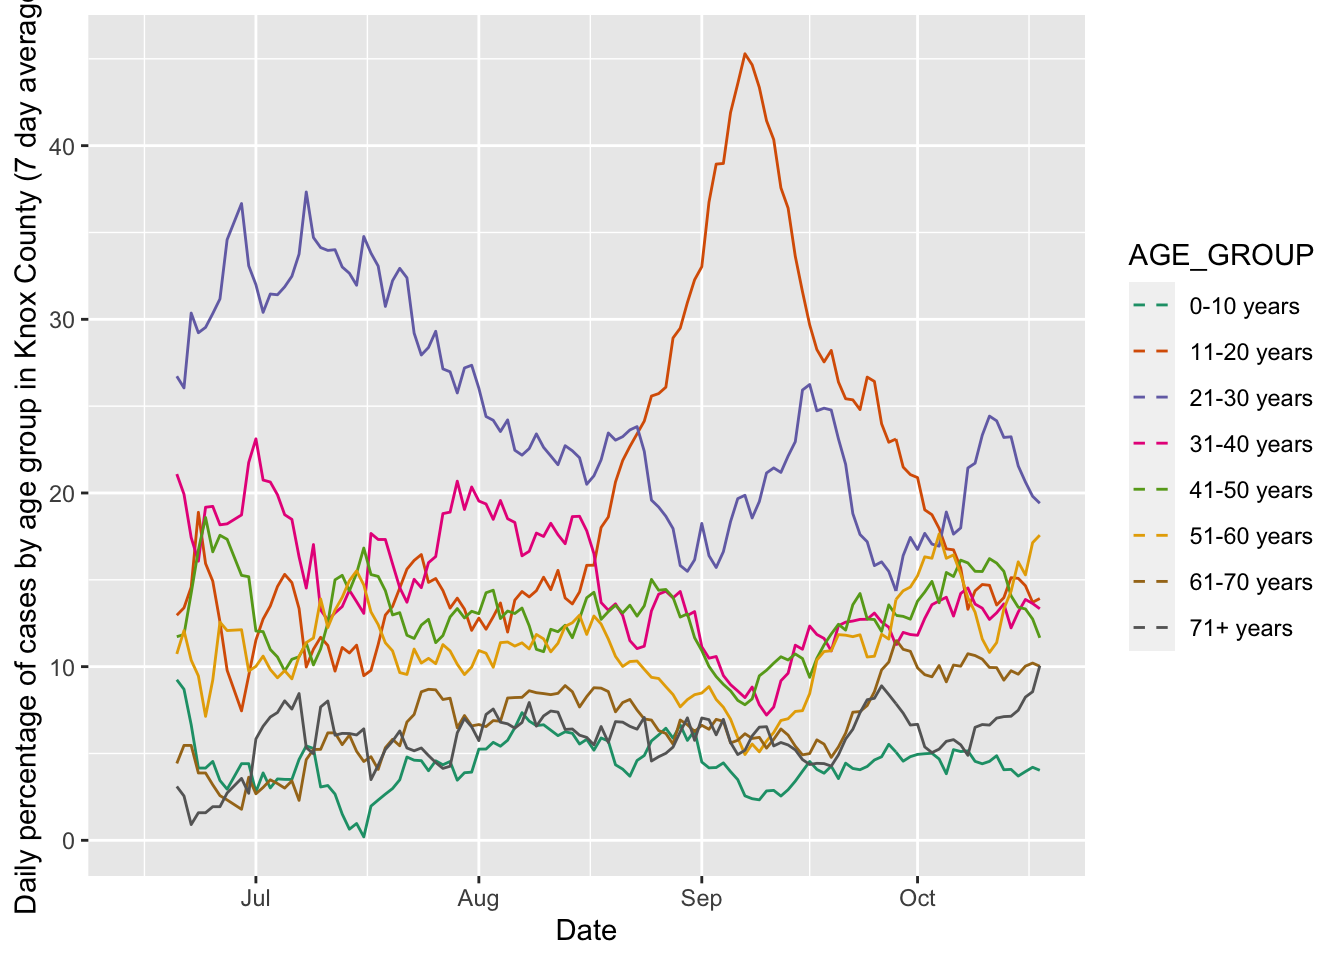 Daily percentage of cases by age group in Knox County (7 day average
40
30
20
10
0
Jul Aug Sep Oct
Date
AGE_GROUP
0-10 years
11-20 years
21-30 years
31-40 years
41-50 years
51-60 years
61-70 years
71+ years